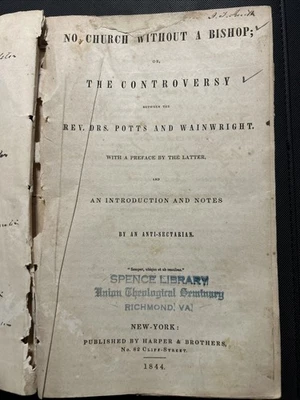 NO CHURCH WITHOUT A BISHOP;
OR,
THE CONTROVERSY
BETWEEN THE
REV. DRS. POTTS AND WAINWRIGHT.
WITH A PREFACE BY THE LATTER,
AND
AN INTRODUCTION AND NOTES
BY AN ANTI-SECTARIAN.
SPENCE LIBRARY
Union Theological Seminary
RICHMOND, VA.
NEW-YORK:
PUBLISHED BY HARPER & BROTHERS,
No. 82 CLIFF-STREET.
1844.